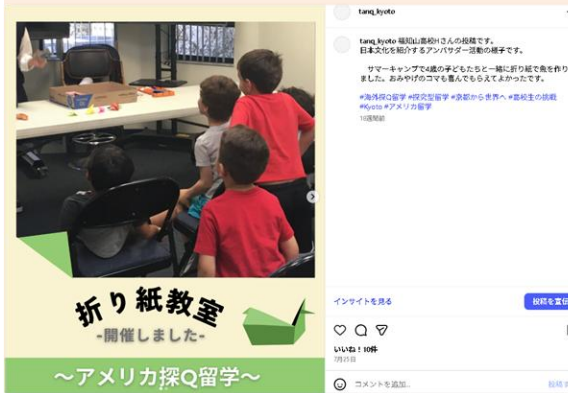 折り紙教室
-開催しました-
～アメリカ探Q留学～
tanq_kyoto
tanq_kyoto 福知山高校Hさんの投稿です。
日本文化を紹介するアンバサダー活動の様子です。
サマーキャンプで4歳の子どもたちと一緒に折り紙で魚を作り
ました。おみやげのコマも喜んでもらえてよかったです。
#海外探Q留学 #探究型留学 #京都から世界へ #高校生の挑戦
#Kyoto #アメリカ留学
インサイトを見る
投稿を宣伝
いいね！10件
7月25日
コメントを追加...